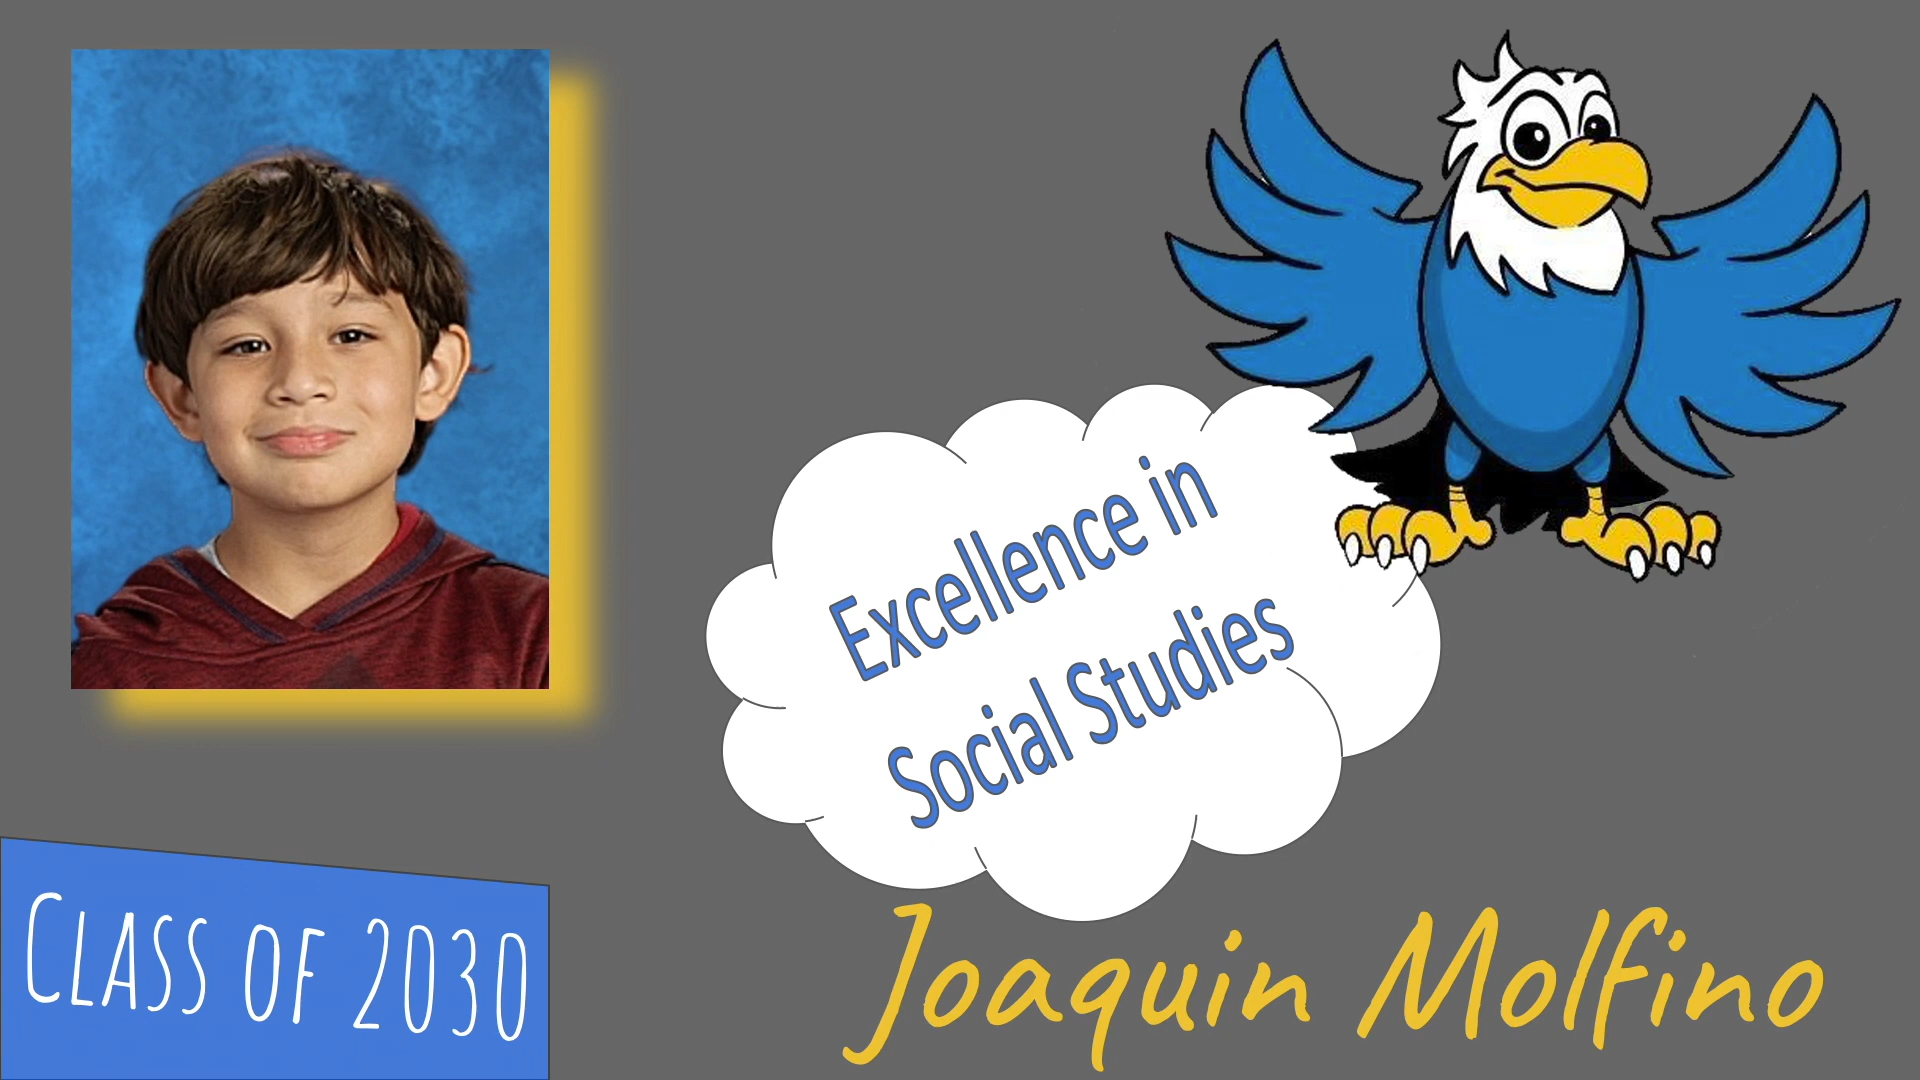 Excellence in
Social Studies
Class of 2030
Joaquin Molfino